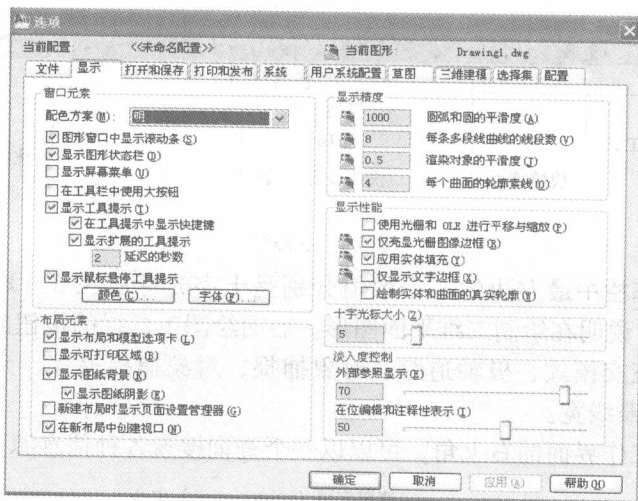 选项
当前配置: <<未命名配置>> 当前图形: Drawing1.dwg
文件 显示 打开和保存 打印和发布 系统 用户系统配置 草图 三维建模 选择集 配置
窗口元素
配色方案(M): 明
图形窗口中显示滚动条(S)
显示图形状态栏(D)
显示屏幕菜单(U)
在工具栏中使用大按钮
显示工具提示(T)
在工具提示中显示快捷键
显示扩展的工具提示
2 延迟的秒数
显示鼠标悬停工具提示
颜色(C)... 字体(F)...
布局元素
显示布局和模型选项卡(L)
显示可打印区域(B)
显示图纸背景(K)
显示图纸阴影(E)
新建布局时显示页面设置管理器(G)
在新布局中创建视口(N)
显示精度
1000 圆弧和圆的平滑度(A)
8 每条多段线曲线的线段数(V)
0.5 渲染对象的平滑度(J)
4 每个曲面的轮廓素线(O)
显示性能
使用光栅和 OLE 进行平移与缩放(P)
仅亮显光栅图像边框(R)
应用实体填充(Y)
仅显示文字边框(X)
绘制实体和曲面的真实轮廓(W)
十字光标大小(Z)
5
淡入度控制
外部参照显示(E)
70
在位编辑和注释性表示(I)
50
确定 取消 应用(A) 帮助(H)